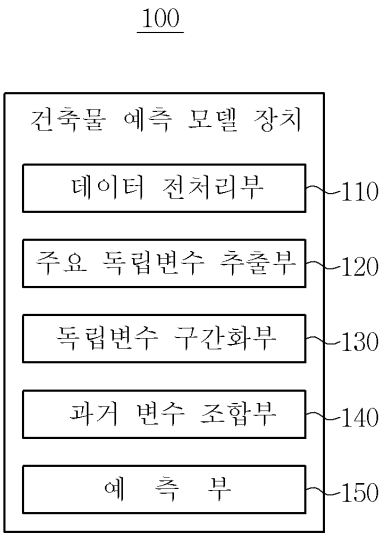 100
건축물 예측 모델 장치
데이터 전처리부 110
주요 독립변수 추출부 120
독립변수 구간화부 130
과거 변수 조합부 140
예 측 부 150